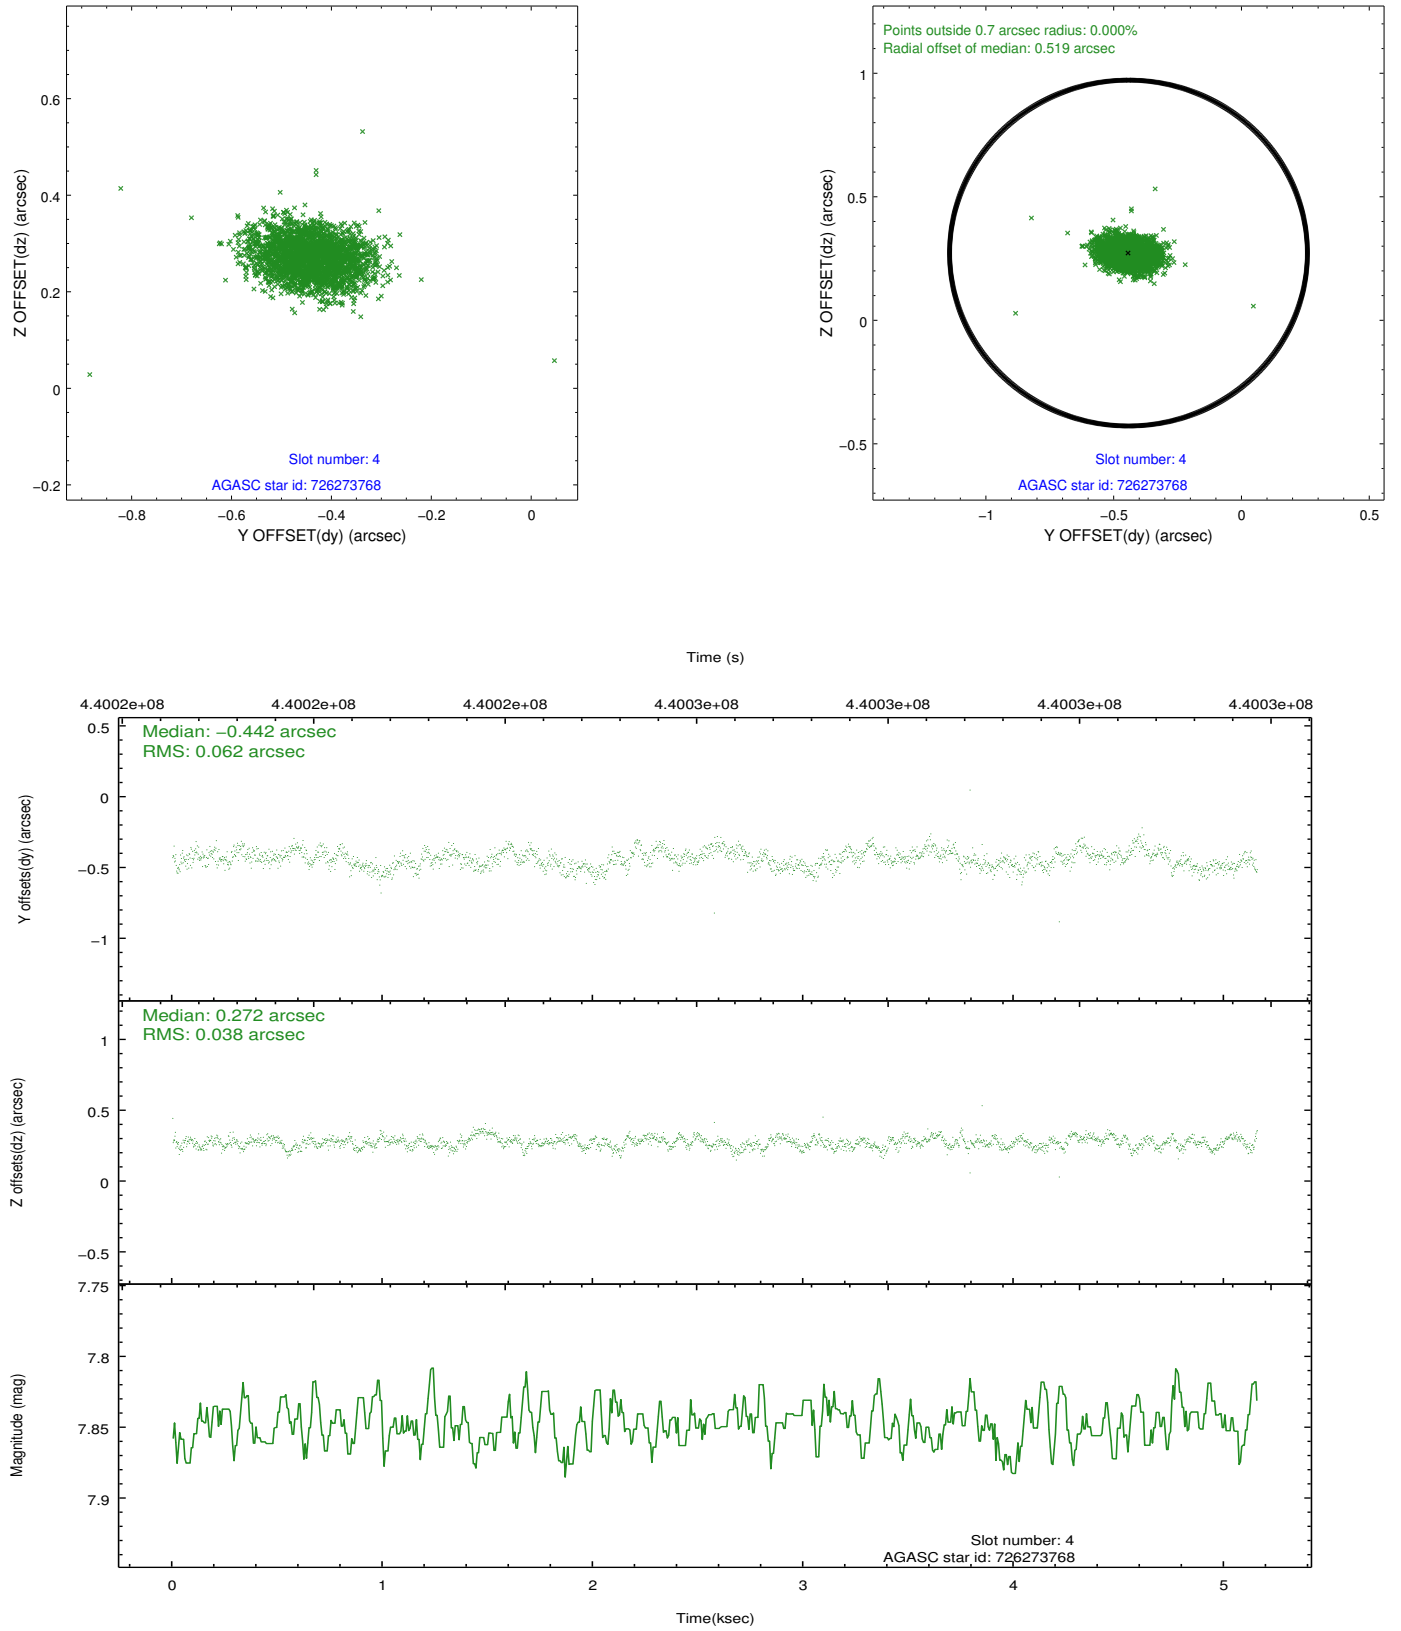 0.6
0.4
0.2
0
−0.2
Z OFFSET(dz) (arcsec)
Slot number: 4
AGASC star id: 726273768
−0.8 −0.6 −0.4 −0.2 0
Y OFFSET(dy) (arcsec)
Points outside 0.7 arcsec radius: 0.000%
Radial offset of median: 0.519 arcsec
1
0.5
0
−0.5
Z OFFSET(dz) (arcsec)
Slot number: 4
AGASC star id: 726273768
−1 −0.5 0 0.5
Y OFFSET(dy) (arcsec)
Time (s)
4.4002e+08 4.4002e+08 4.4002e+08 4.4003e+08 4.4003e+08 4.4003e+08 4.4003e+08
Median: −0.442 arcsec
RMS: 0.062 arcsec
0.5
0
−0.5
−1
Y offsets(dy) (arcsec)
Median: 0.272 arcsec
RMS: 0.038 arcsec
1
0.5
0
−0.5
Z offsets(dz) (arcsec)
7.75
7.8
7.85
7.9
Magnitude (mag)
Slot number: 4
AGASC star id: 726273768
0 1 2 3 4 5
Time(ksec)